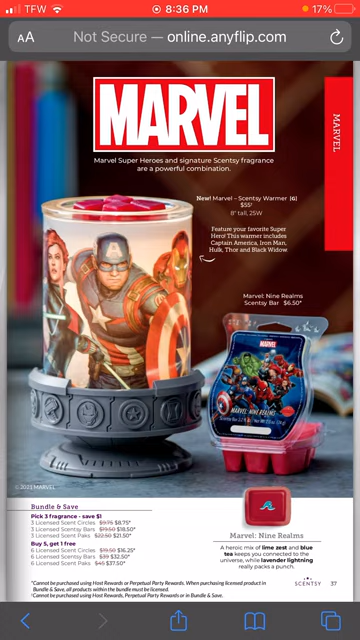 TFW 8:36 PM 17%
AA Not Secure — online.anyflip.com
MARVEL
MARVEL
Marvel Super Heroes and signature Scentsy fragrance
are a powerful combination.
New! Marvel – Scentsy Warmer (G)
$55†
8" tall, 25W
Feature your favorite Super
Hero! This warmer includes
Captain America, Iron Man,
Hulk, Thor and Black Widow.
Marvel: Nine Realms
Scentsy Bar $6.50*
MARVEL
MARVEL: NINE REALMS
© 2021 MARVEL
Bundle & Save
Pick 3 fragrance - save $1
3 Licensed Scent Circles $9.75 $8.75*
3 Licensed Scentsy Bars $19.50 $18.50*
3 Licensed Scent Paks $22.50 $21.50*
Buy 5, get 1 free
6 Licensed Scent Circles $19.50 $16.25*
6 Licensed Scentsy Bars $39 $32.50*
6 Licensed Scent Paks $45 $37.50*
Marvel: Nine Realms
A heroic mix of lime zest and blue
tea keeps you connected to the
universe, while lavender lightning
really packs a punch.
*Cannot be purchased using Host Rewards or Perpetual Party Rewards. When purchasing licensed product in
Bundle & Save, all products within the bundle must be licensed.
†Cannot be purchased using Perpetual Party Rewards or in Bundle & Save.
SCENTSY 37